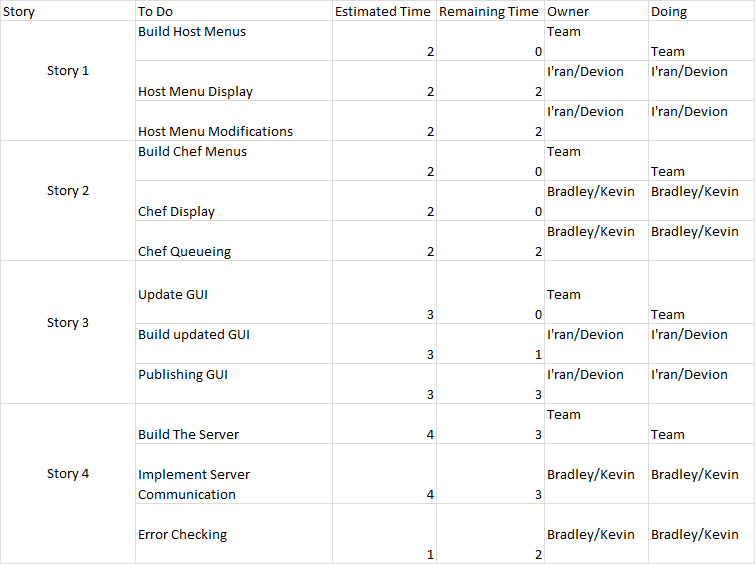 Story To Do Estimated Time Remaining Time Owner Doing
Story 1 Build Host Menus 2 0 Team Team
Host Menu Display 2 2 I'ran/Devion I'ran/Devion
Host Menu Modifications 2 2 I'ran/Devion I'ran/Devion
Story 2 Build Chef Menus 2 0 Team Team
Chef Display 2 0 Bradley/Kevin Bradley/Kevin
Chef Queueing 2 2 Bradley/Kevin Bradley/Kevin
Story 3 Update GUI 3 0 Team Team
Build updated GUI 3 1 I'ran/Devion I'ran/Devion
Publishing GUI 3 3 I'ran/Devion I'ran/Devion
Story 4 Build The Server 4 3 Team Team
Implement Server
Communication 4 3 Bradley/Kevin Bradley/Kevin
Error Checking 1 2 Bradley/Kevin Bradley/Kevin